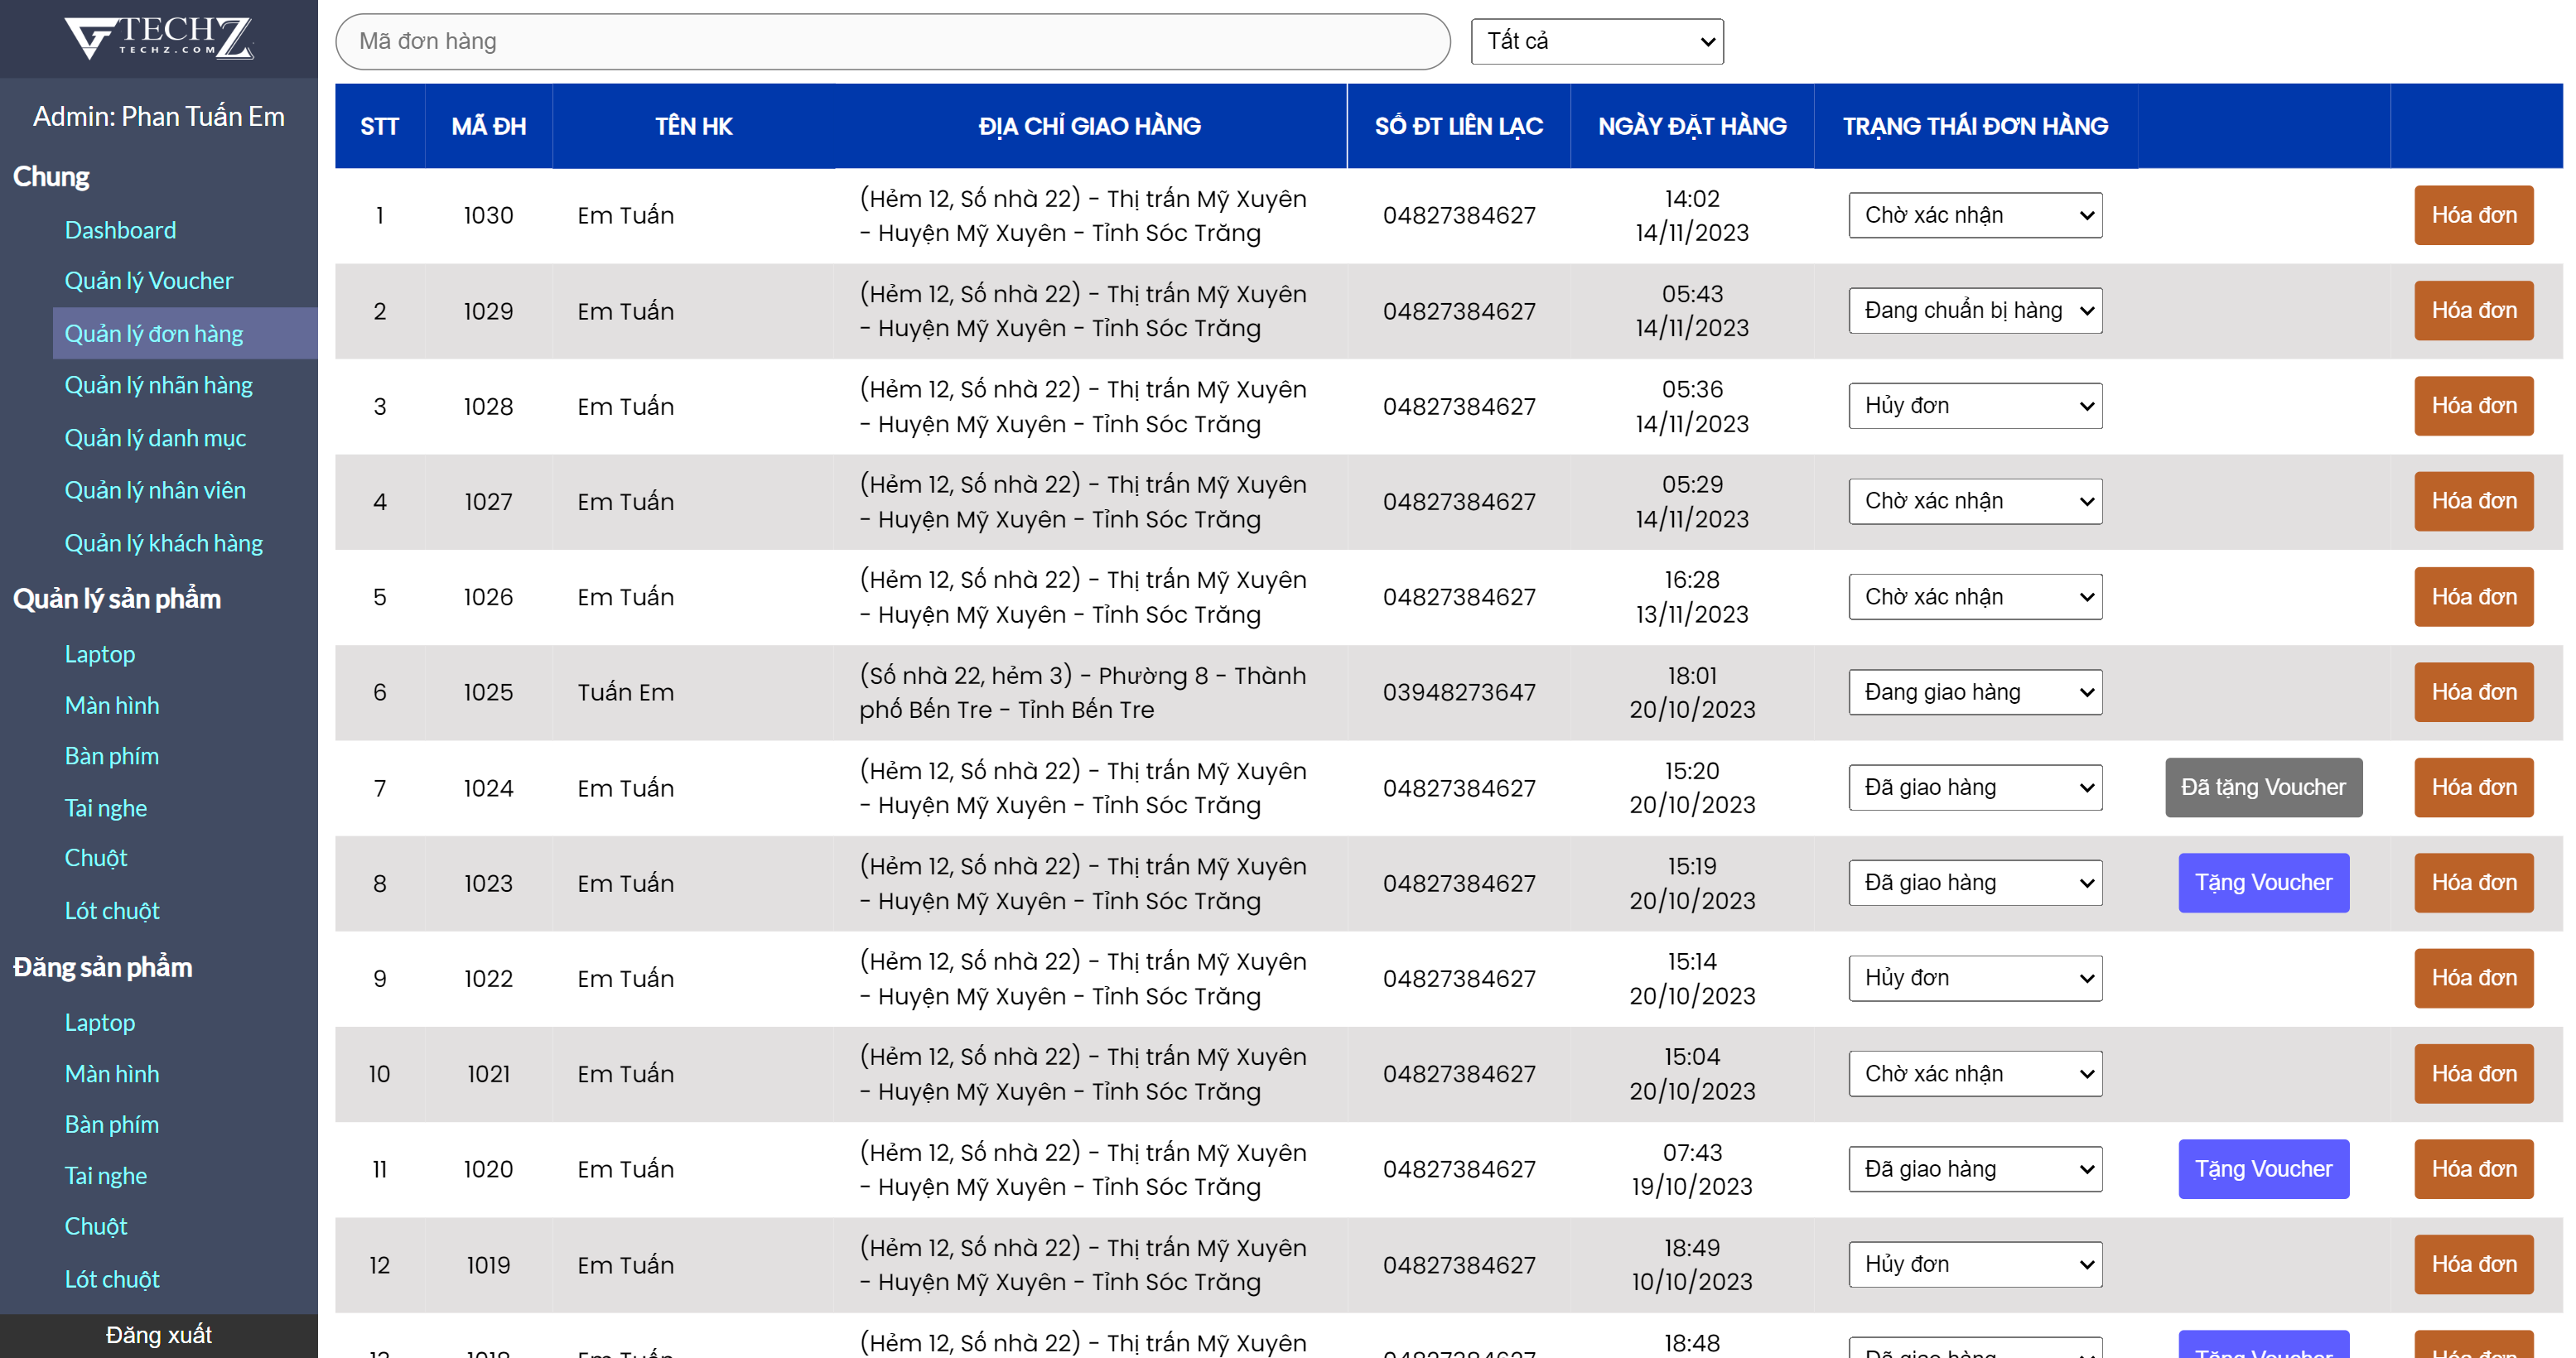 TECHZ
TECHZ.COM
Admin: Phan Tuấn Em
Chung
Dashboard
Quản lý Voucher
Quản lý đơn hàng
Quản lý nhãn hàng
Quản lý danh mục
Quản lý nhân viên
Quản lý khách hàng
Quản lý sản phẩm
Laptop
Màn hình
Bàn phím
Tai nghe
Chuột
Lót chuột
Đăng sản phẩm
Laptop
Màn hình
Bàn phím
Tai nghe
Chuột
Lót chuột
Đăng xuất
Mã đơn hàng
Tất cả
STT MÃ ĐH TÊN HK ĐỊA CHỈ GIAO HÀNG SỐ ĐT LIÊN LẠC NGÀY ĐẶT HÀNG TRẠNG THÁI ĐƠN HÀNG
1 1030 Em Tuấn (Hẻm 12, Số nhà 22) - Thị trấn Mỹ Xuyên 04827384627 14:02 Chờ xác nhận Hóa đơn
- Huyện Mỹ Xuyên - Tỉnh Sóc Trăng 14/11/2023
2 1029 Em Tuấn (Hẻm 12, Số nhà 22) - Thị trấn Mỹ Xuyên 04827384627 05:43 Đang chuẩn bị hàng Hóa đơn
- Huyện Mỹ Xuyên - Tỉnh Sóc Trăng 14/11/2023
3 1028 Em Tuấn (Hẻm 12, Số nhà 22) - Thị trấn Mỹ Xuyên 04827384627 05:36 Hủy đơn Hóa đơn
- Huyện Mỹ Xuyên - Tỉnh Sóc Trăng 14/11/2023
4 1027 Em Tuấn (Hẻm 12, Số nhà 22) - Thị trấn Mỹ Xuyên 04827384627 05:29 Chờ xác nhận Hóa đơn
- Huyện Mỹ Xuyên - Tỉnh Sóc Trăng 14/11/2023
5 1026 Em Tuấn (Hẻm 12, Số nhà 22) - Thị trấn Mỹ Xuyên 04827384627 16:28 Chờ xác nhận Hóa đơn
- Huyện Mỹ Xuyên - Tỉnh Sóc Trăng 13/11/2023
6 1025 Tuấn Em (Số nhà 22, hẻm 3) - Phường 8 - Thành 03948273647 18:01 Đang giao hàng Hóa đơn
phố Bến Tre - Tỉnh Bến Tre 20/10/2023
7 1024 Em Tuấn (Hẻm 12, Số nhà 22) - Thị trấn Mỹ Xuyên 04827384627 15:20 Đã giao hàng Đã tặng Voucher Hóa đơn
- Huyện Mỹ Xuyên - Tỉnh Sóc Trăng 20/10/2023
8 1023 Em Tuấn (Hẻm 12, Số nhà 22) - Thị trấn Mỹ Xuyên 04827384627 15:19 Đã giao hàng Tặng Voucher Hóa đơn
- Huyện Mỹ Xuyên - Tỉnh Sóc Trăng 20/10/2023
9 1022 Em Tuấn (Hẻm 12, Số nhà 22) - Thị trấn Mỹ Xuyên 04827384627 15:14 Hủy đơn Hóa đơn
- Huyện Mỹ Xuyên - Tỉnh Sóc Trăng 20/10/2023
10 1021 Em Tuấn (Hẻm 12, Số nhà 22) - Thị trấn Mỹ Xuyên 04827384627 15:04 Chờ xác nhận Hóa đơn
- Huyện Mỹ Xuyên - Tỉnh Sóc Trăng 20/10/2023
11 1020 Em Tuấn (Hẻm 12, Số nhà 22) - Thị trấn Mỹ Xuyên 04827384627 07:43 Đã giao hàng Tặng Voucher Hóa đơn
- Huyện Mỹ Xuyên - Tỉnh Sóc Trăng 19/10/2023
12 1019 Em Tuấn (Hẻm 12, Số nhà 22) - Thị trấn Mỹ Xuyên 04827384627 18:49 Hủy đơn Hóa đơn
- Huyện Mỹ Xuyên - Tỉnh Sóc Trăng 10/10/2023
(Hẻm 12, Số nhà 22) - Thị trấn Mỹ Xuyên 18:48